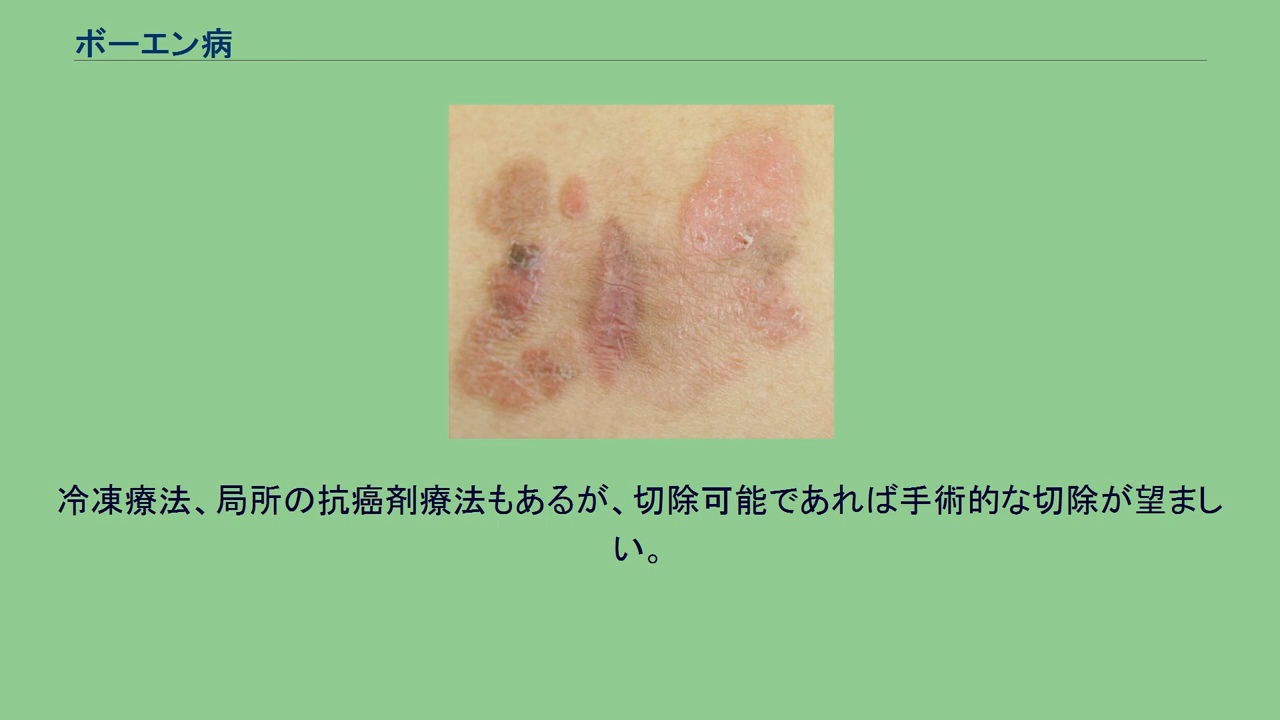 ボーエン病
冷凍療法、局所の抗癌剤療法もあるが、切除可能であれば手術的な切除が望まし
い。